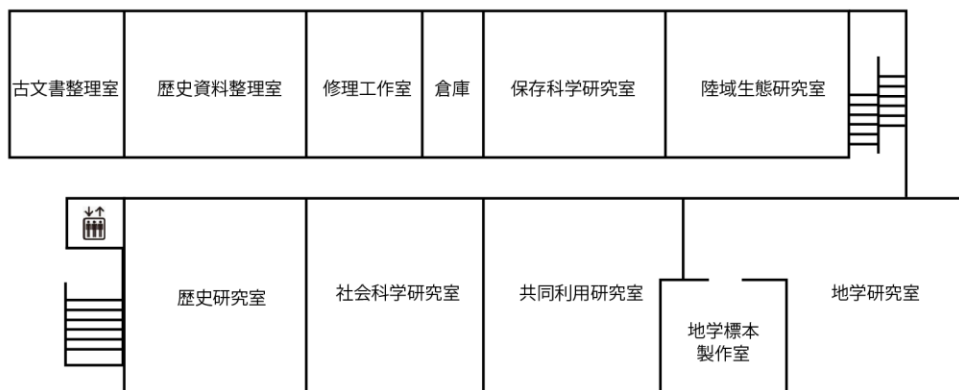 古文書整理室
歴史資料整理室
修理工作室
倉庫
保存科学研究室
陸域生態研究室
歴史研究室
社会科学研究室
共同利用研究室
地学標本
製作室
地学研究室